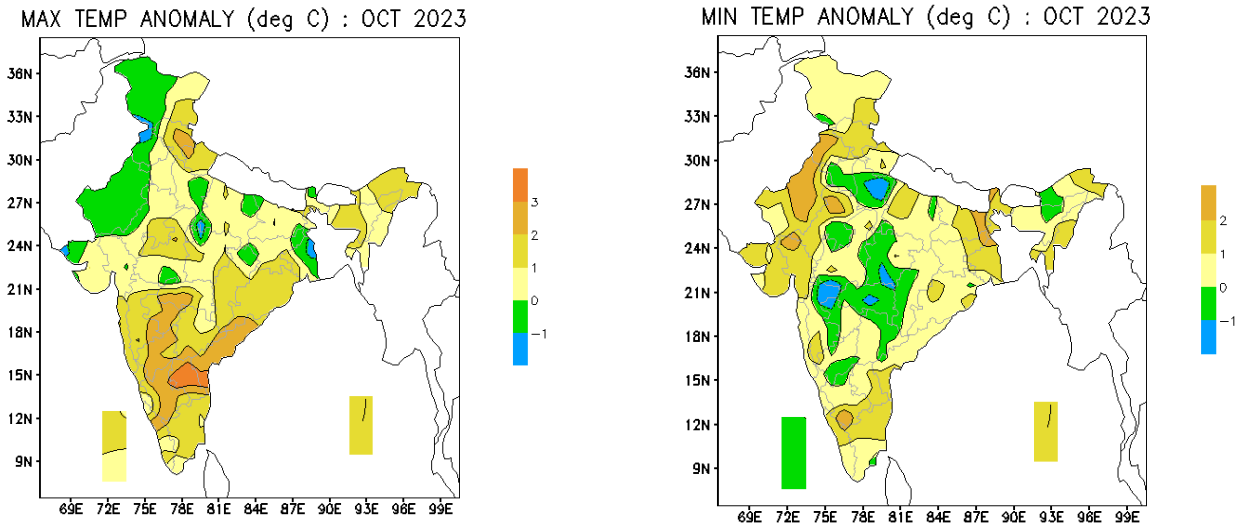 MAX TEMP ANOMALY (deg C) : OCT 2023
36N
33N
30N
27N
24N
21N
18N
15N
12N
9N
69E 72E 75E 78E 81E 84E 87E 90E 93E 96E 99E
3
2
1
0
−1
MIN TEMP ANOMALY (deg C) : OCT 2023
36N
33N
30N
27N
24N
21N
18N
15N
12N
9N
69E 72E 75E 78E 81E 84E 87E 90E 93E 96E 99E
2
1
0
−1